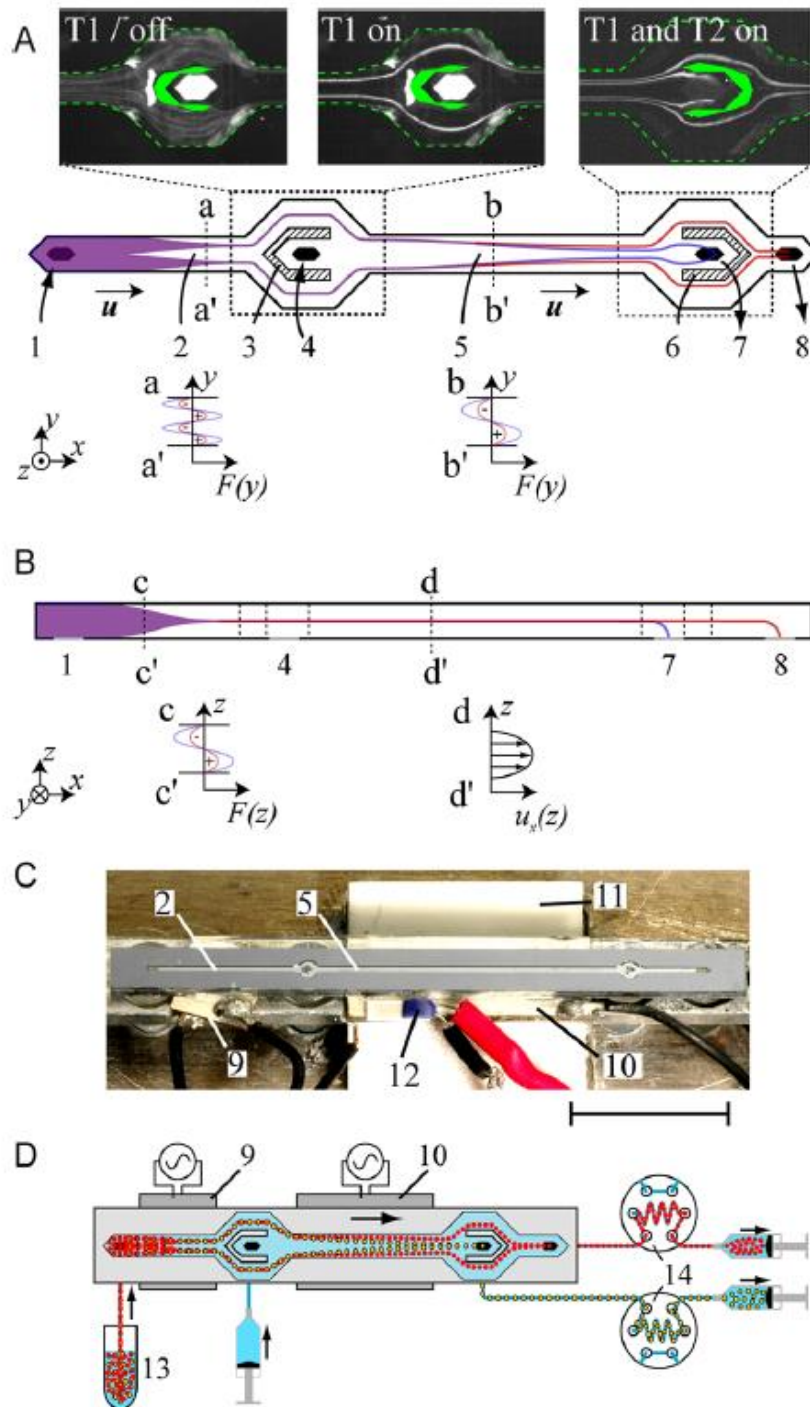 A
T1 / off
T1 on
T1 and T2 on
a
b
u
a'
b'
u
1
2
3
4
5
6
7
8
a
y
b
y
-
+
-
+
-
+
y
z
x
a'
F(y)
b'
F(y)
B
c
d
1
c'
4
d'
7
8
z
y
x
c
z
-
+
c'
F(z)
d
z
d'
uₓ(z)
C
2
5
11
9
12
10
D
9
10
13
14